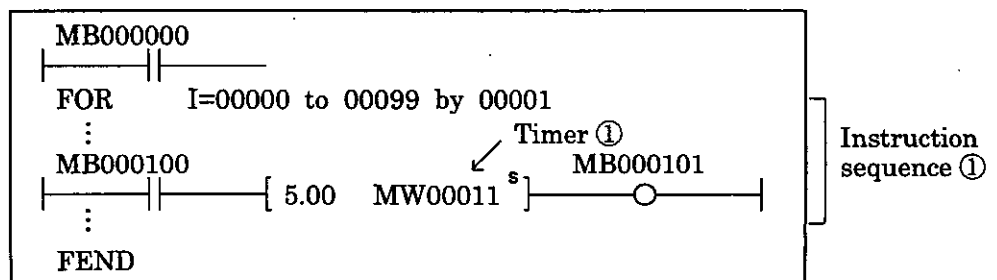 MB000000
FOR I=00000 to 00099 by 00001
Timer ①
MB000100
5.00 MW00011 s
MB000101
FEND
Instruction
sequence ①